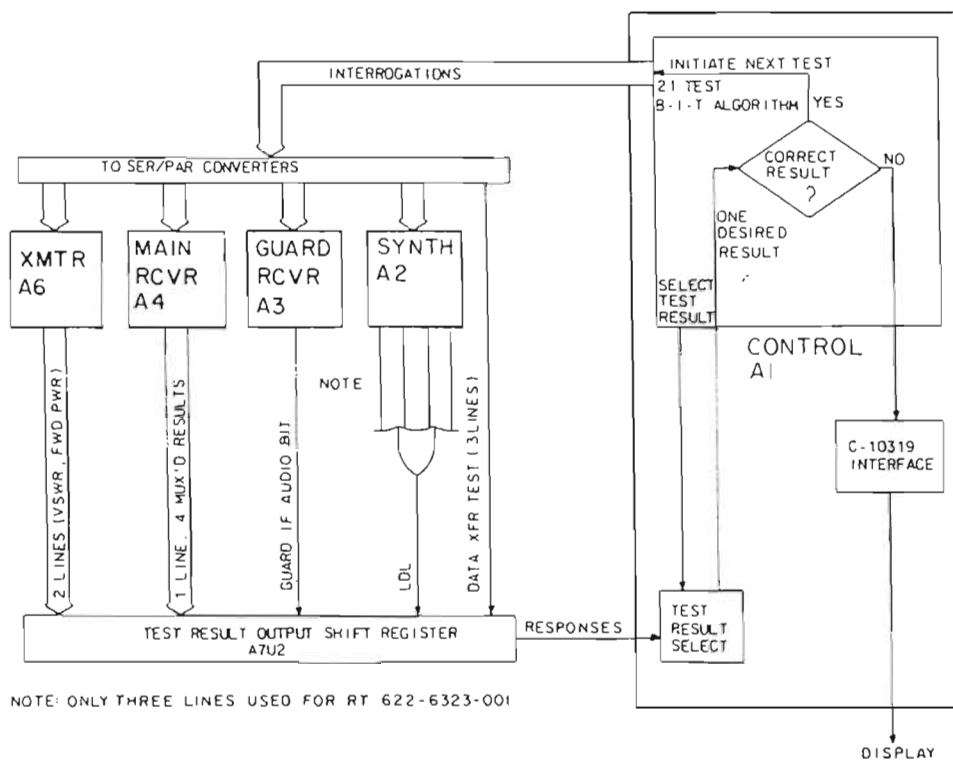 INITIATE NEXT TEST
INTERROGATIONS
21 TEST
B-I-T ALGORITHM
YES
CORRECT
RESULT
?
NO
TO SER/PAR CONVERTERS
ONE
DESIRED
RESULT
XMTR
A6
MAIN
RCVR
A4
GUARD
RCVR
A3
SYNTH
A2
SELECT
TEST
RESULT
CONTROL
A1
NOTE
2 LINES (VSWR, FWD PWR)
1 LINE, 4 MUX'D RESULTS
GUARD IF AUDIO BIT
LDL
DATA XFR TEST (3 LINES)
C-10319
INTERFACE
TEST RESULT OUTPUT SHIFT REGISTER
A7U2
RESPONSES
TEST
RESULT
SELECT
NOTE: ONLY THREE LINES USED FOR RT 622-6323-001
DISPLAY